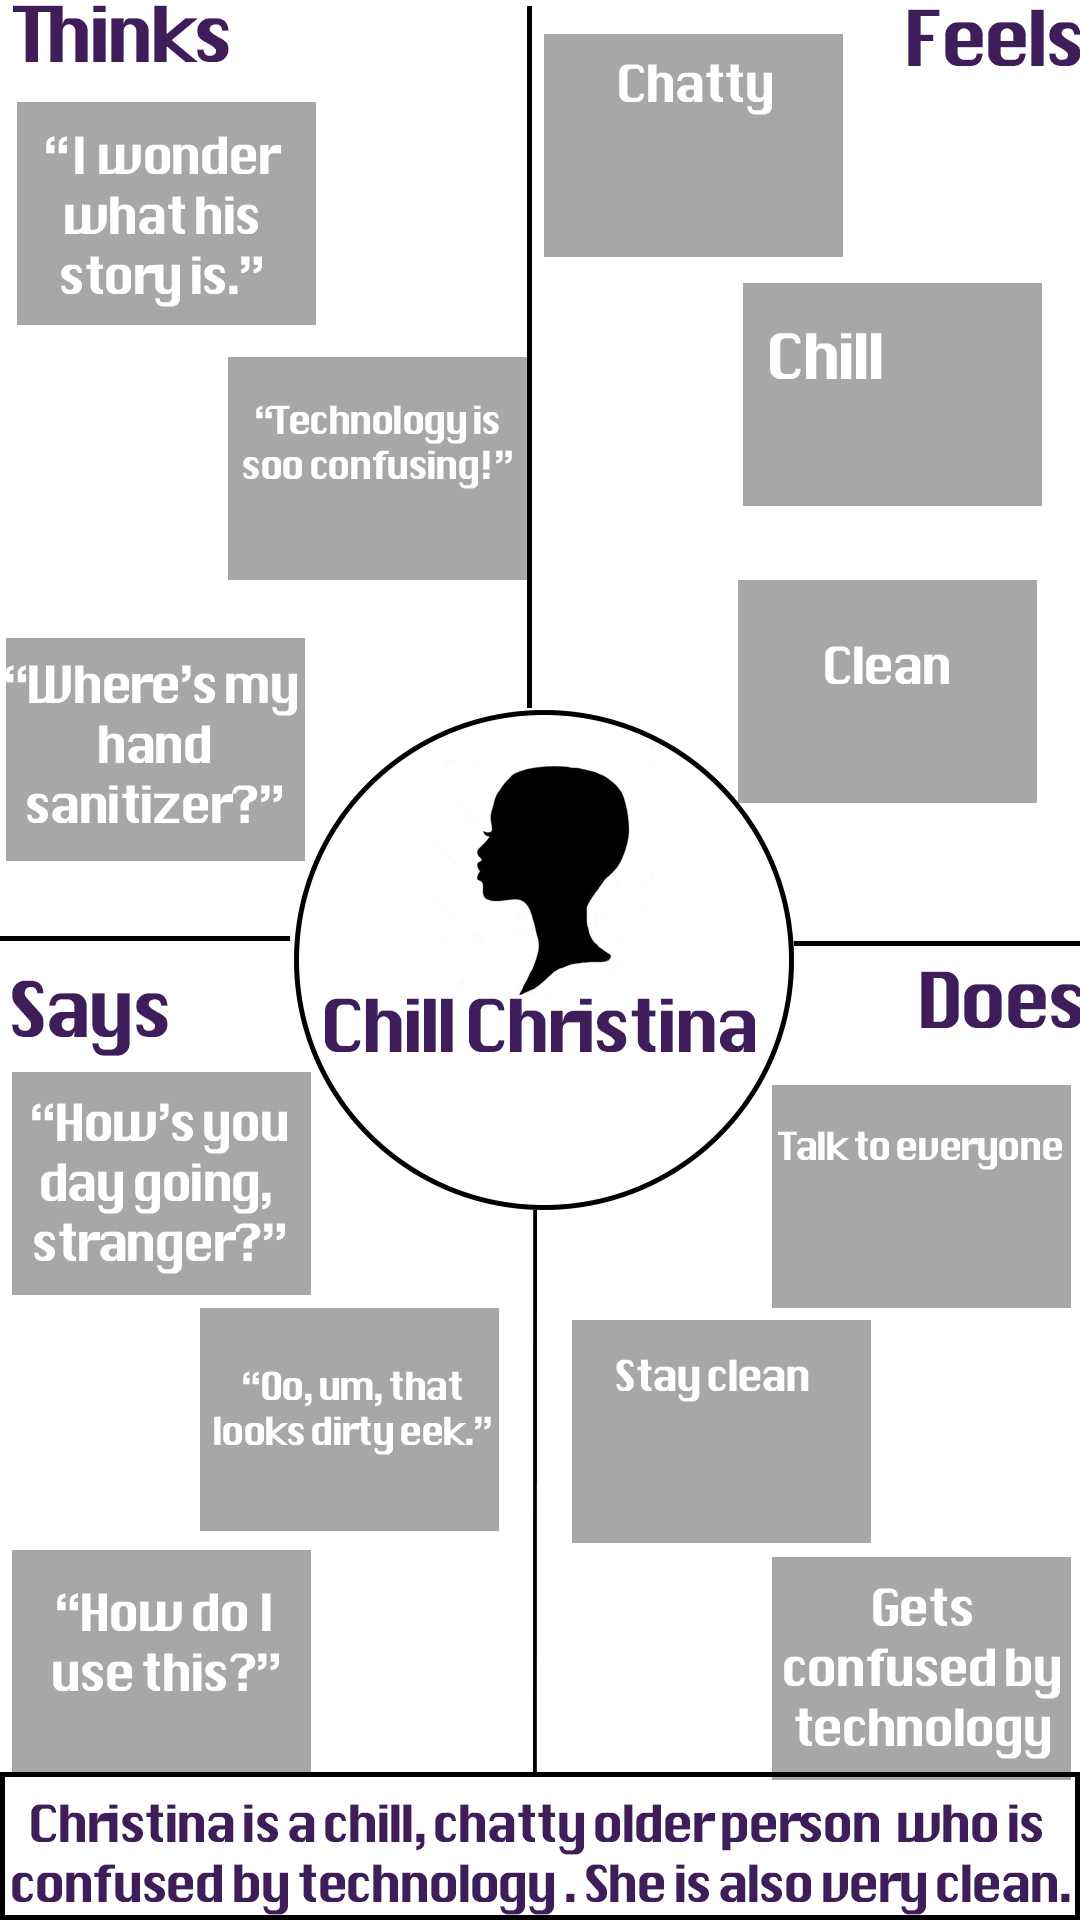 Thinks
“I wonder
what his
story is.”
“Technology is
soo confusing!”
“Where’s my
hand
sanitizer?”
Feels
Chatty
Chill
Clean
Chill Christina
Says
“How’s you
day going,
stranger?”
“Oo, um, that
looks dirty eek.”
“How do I
use this?”
Does
Talk to everyone
Stay clean
Gets
confused by
technology
Christina is a chill, chatty older person who is
confused by technology . She is also very clean.